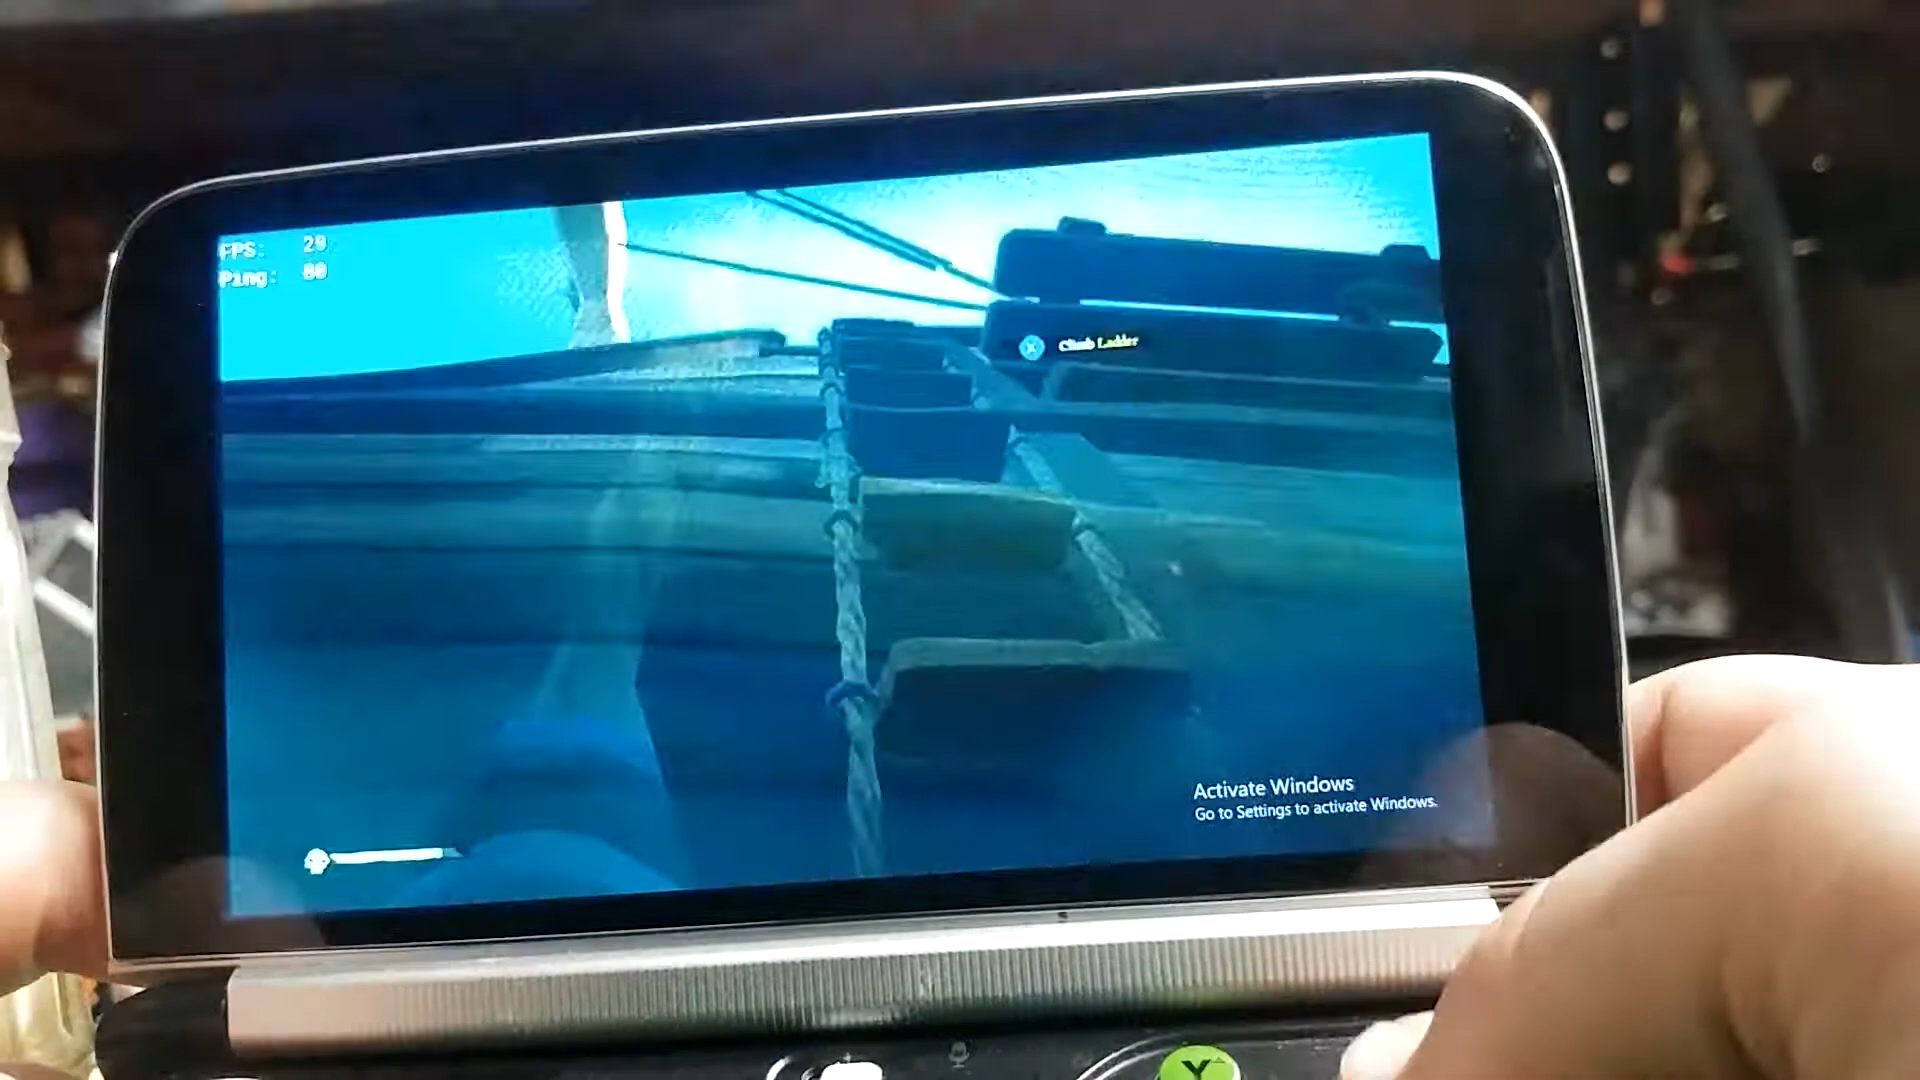 FPS: 29
Ping: 80
X Climb Ladder
Activate Windows
Go to Settings to activate Windows.
Y